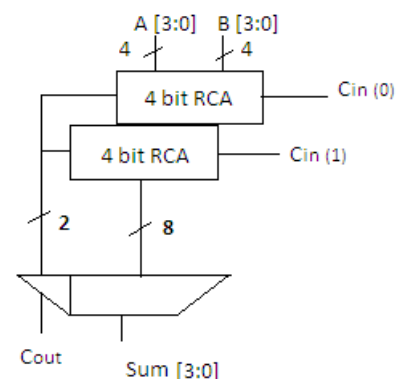 A [3:0] B [3:0]
4 4
4 bit RCA
Cin (0)
4 bit RCA
Cin (1)
2
8
Cout
Sum [3:0]